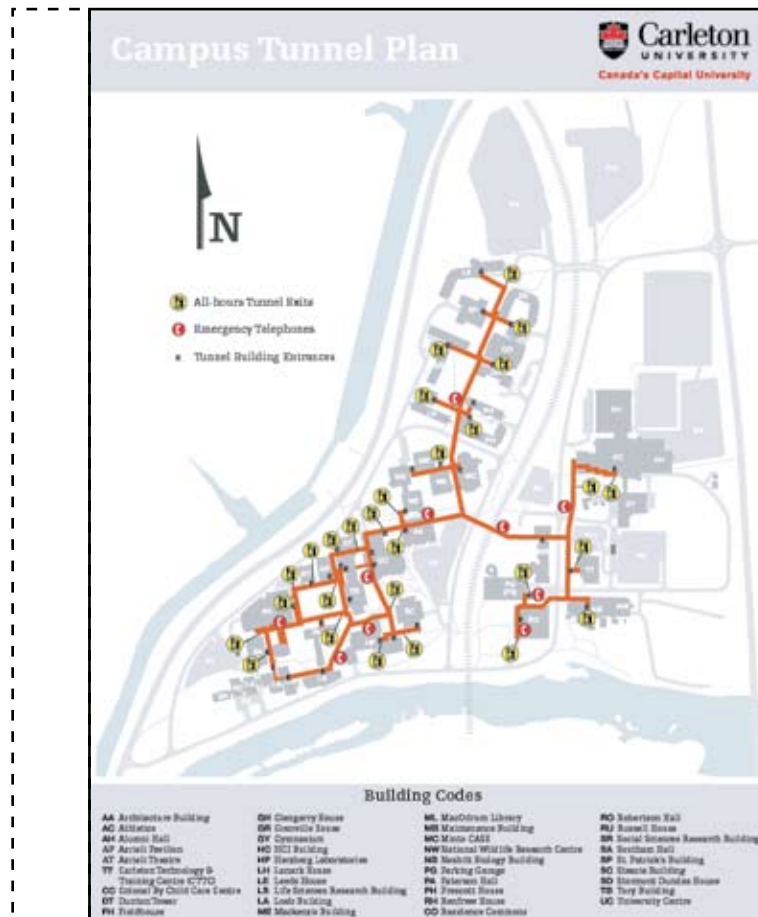 Campus Tunnel Plan
Carleton
UNIVERSITY
Canada's Capital University
N
All-hours Tunnel Exits
Emergency Telephones
Tunnel Building Entrances
Building Codes
AA Architecture Building
AC Athletics
AH Alumni Hall
AP Azrieli Pavilion
AT Azrieli Theatre
TT Carleton Technology &
Training Centre (CTTC)
CC Colonel By Child Care Centre
DT Dunton Tower
FH Fieldhouse
GH Glengarry House
GR Grenville House
GY Gymnasium
HC HCI Building
HP Herzberg Laboratories
LH Lanark House
LE Leeds House
LS Life Sciences Research Building
LA Loeb Building
ME Mackenzie Building
ML MacOdrum Library
MB Maintenance Building
MC Minto CASE
NW National Wildlife Research Centre
NB Nesbitt Biology Building
PG Parking Garage
PA Paterson Hall
PH Prescott House
RH Renfrew House
CO Residence Commons
RO Robertson Hall
RU Russell House
SR Social Sciences Research Building
SA Southam Hall
SP St. Patrick's Building
SC Steacie Building
SD Stormont Dundas House
TB Tory Building
UC University Centre